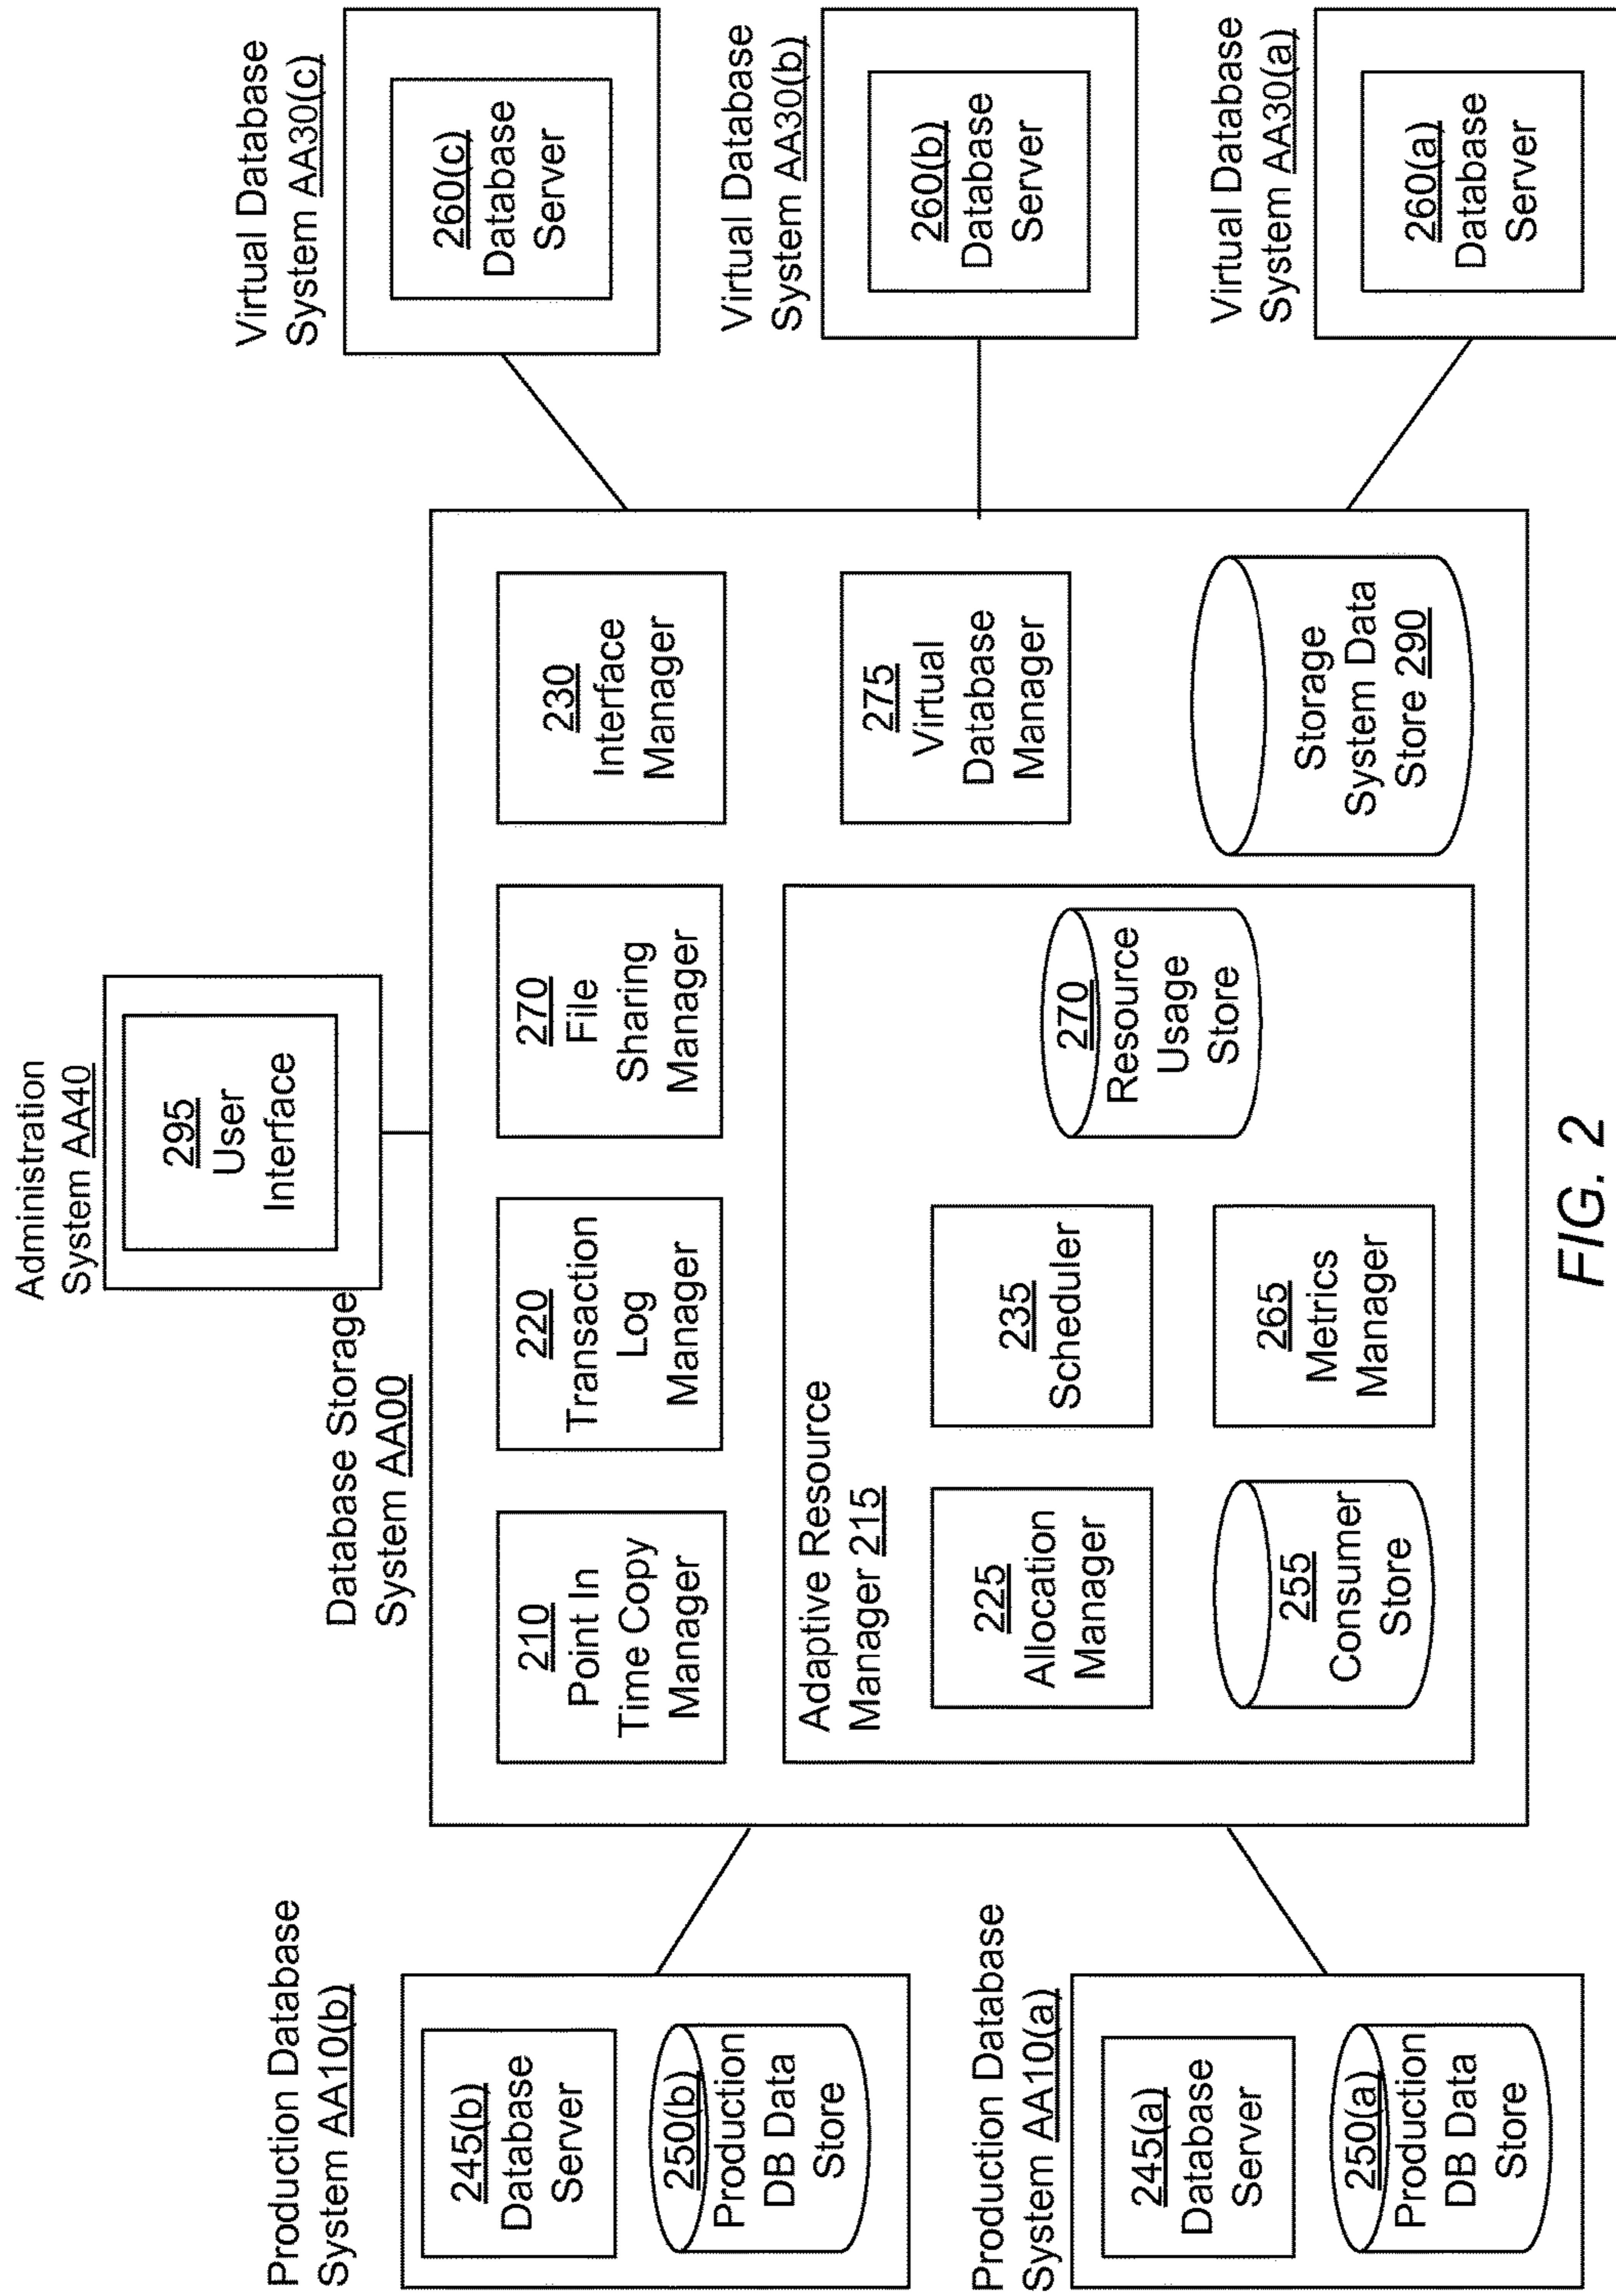 Administration
System AA40
295
User
Interface
Database Storage
System AA00
Production Database
System AA10(b)
245(b)
Database
Server
250(b)
Production
DB Data
Store
Production Database
System AA10(a)
245(a)
Database
Server
250(a)
Production
DB Data
Store
210
Point In
Time Copy
Manager
220
Transaction
Log
Manager
270
File
Sharing
Manager
230
Interface
Manager
Adaptive Resource
Manager 215
225
Allocation
Manager
235
Scheduler
255
Consumer
Store
265
Metrics
Manager
270
Resource
Usage
Store
275
Virtual
Database
Manager
Storage
System Data
Store 290
Virtual Database
System AA30(c)
260(c)
Database
Server
Virtual Database
System AA30(b)
260(b)
Database
Server
Virtual Database
System AA30(a)
260(a)
Database
Server
FIG. 2